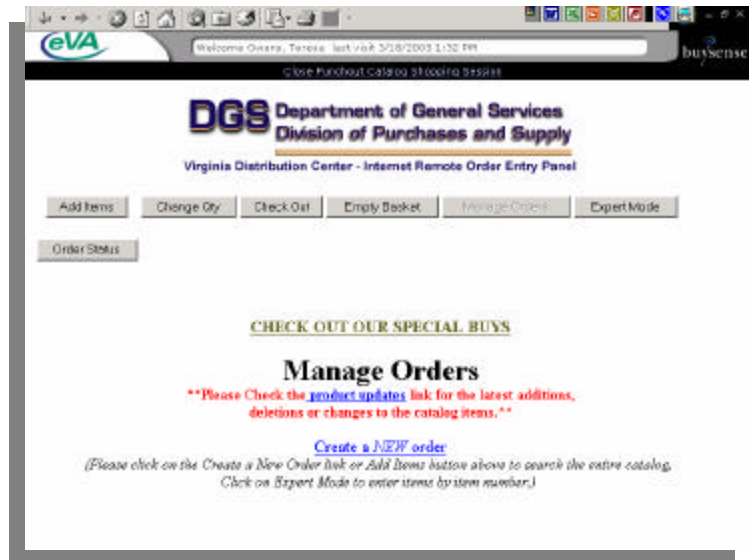 eVA
Welcome Owens, Teresa last visit 3/18/2003 1:32 PM
buysense
Close Punchout Catalog Shopping Session
DGS Department of General Services
Division of Purchases and Supply
Virginia Distribution Center - Internet Remote Order Entry Panel
Add Items Change Qty Check Out Empty Basket Manage Orders Expert Mode
Order Status
CHECK OUT OUR SPECIAL BUYS
Manage Orders
**Please Check the product updates link for the latest additions,
deletions or changes to the catalog items.**
Create a NEW order
(Please click on the Create a New Order link or Add Items button above to search the entire catalog,
Click on Expert Mode to enter items by item number.)